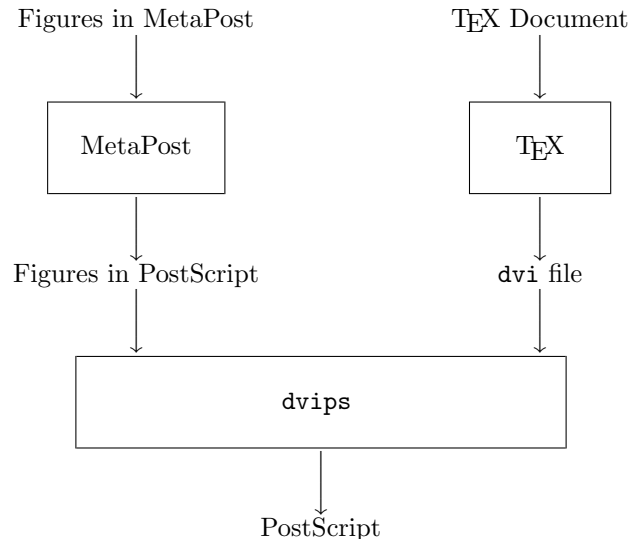 Figures in MetaPost
TEX Document
MetaPost
TEX
Figures in PostScript
dvi file
dvips
PostScript